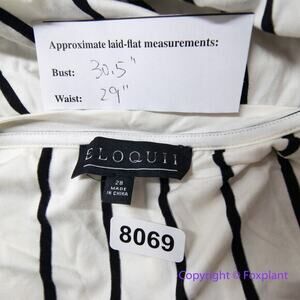 Approximate laid-flat measurements:
Bust: 30.5"
Waist: 29"
ELOQUII
28
MADE
IN CHINA
8069
Copyright © Foxplant